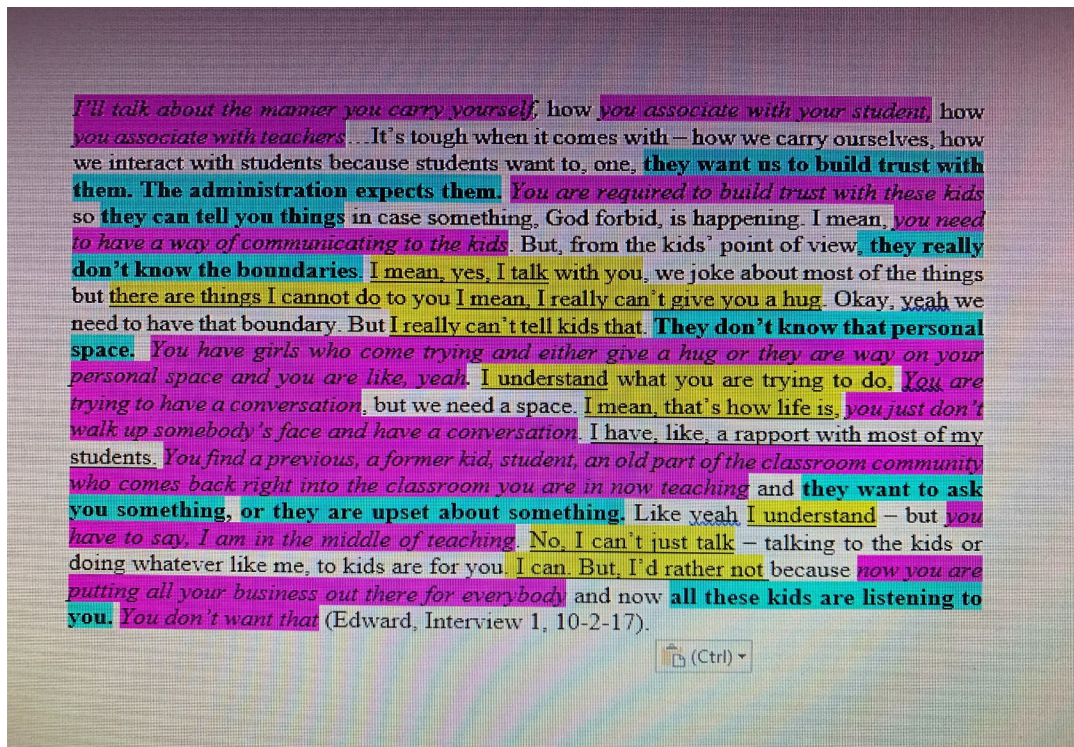 I'll talk about the manner you carry yourself, how you associate with your student, how
you associate with teachers…It's tough when it comes with – how we carry ourselves, how
we interact with students because students want to, one, they want us to build trust with
them. The administration expects them. You are required to build trust with these kids
so they can tell you things in case something, God forbid, is happening. I mean, you need
to have a way of communicating to the kids. But, from the kids' point of view, they really
don't know the boundaries. I mean, yes, I talk with you, we joke about most of the things
but there are things I cannot do to you I mean, I really can't give you a hug. Okay, yeah we
need to have that boundary. But I really can't tell kids that. They don't know that personal
space. You have girls who come trying and either give a hug or they are way on your
personal space and you are like, yeah. I understand what you are trying to do, You are
trying to have a conversation, but we need a space. I mean, that's how life is, you just don't
walk up somebody's face and have a conversation. I have, like, a rapport with most of my
students. You find a previous, a former kid, student, an old part of the classroom community
who comes back right into the classroom you are in now teaching and they want to ask
you something, or they are upset about something. Like yeah I understand – but you
have to say, I am in the middle of teaching. No, I can't just talk – talking to the kids or
doing whatever like me, to kids are for you. I can. But, I'd rather not because now you are
putting all your business out there for everybody and now all these kids are listening to
you. You don't want that (Edward, Interview 1, 10-2-17).
(Ctrl)